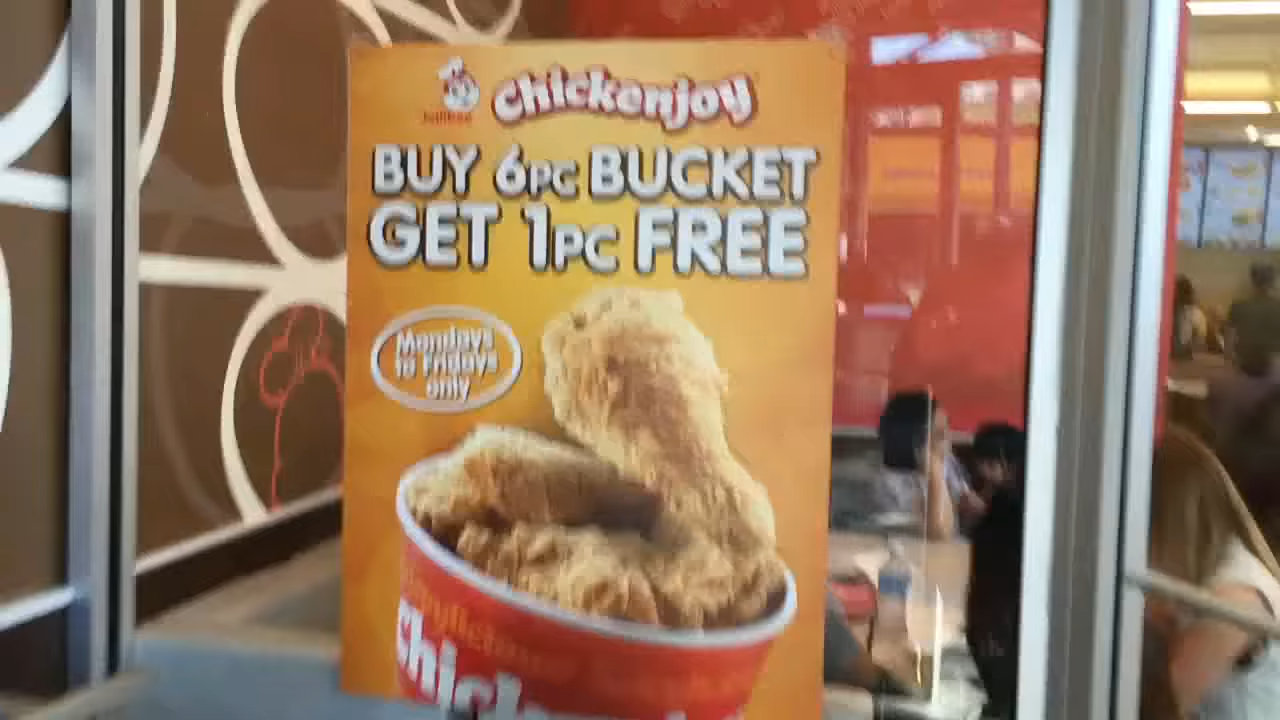 Jollibee
Chickenjoy
BUY 6PC BUCKET
GET 1PC FREE
Mondays
to Fridays
only
Chick